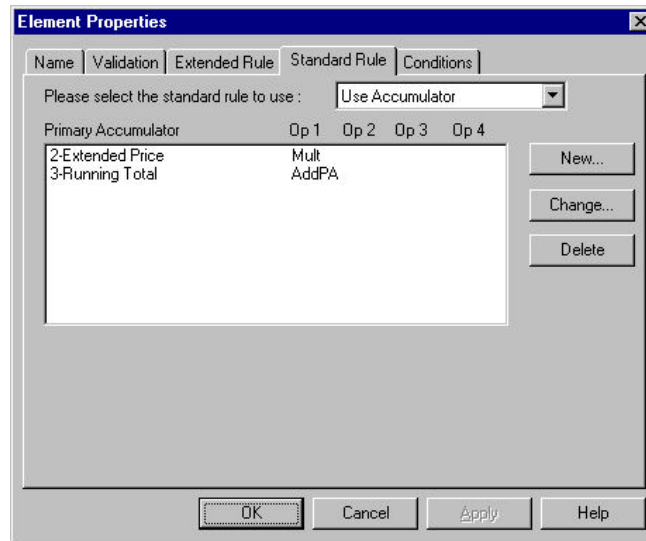 Element Properties
Name Validation Extended Rule Standard Rule Conditions
Please select the standard rule to use : Use Accumulator
Primary Accumulator Op 1 Op 2 Op 3 Op 4
2-Extended Price Mult
3-Running Total AddPA
New...
Change...
Delete
OK Cancel Apply Help